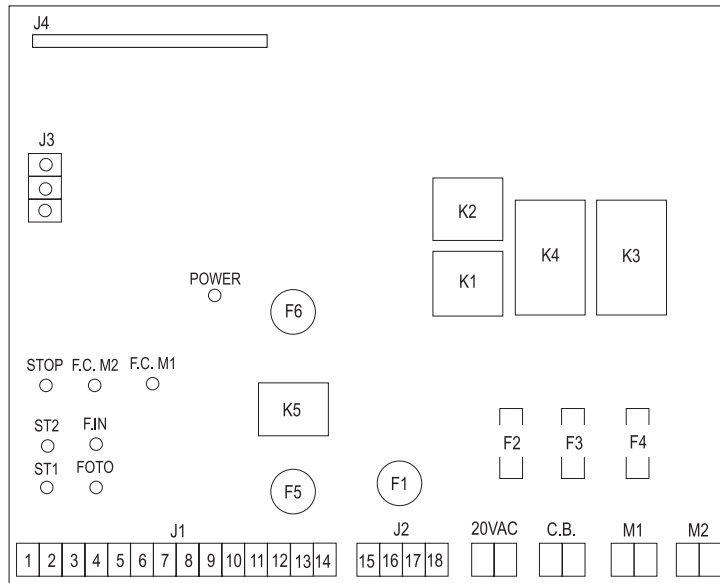 J4
J3
K2
K4
K3
K1
POWER
F6
STOP F.C. M2 F.C. M1
K5
ST2 F.IN
F2 F3 F4
ST1 FOTO
F5
F1
J1 J2 20VAC C.B. M1 M2
1 2 3 4 5 6 7 8 9 10 11 12 13 14 15 16 17 18